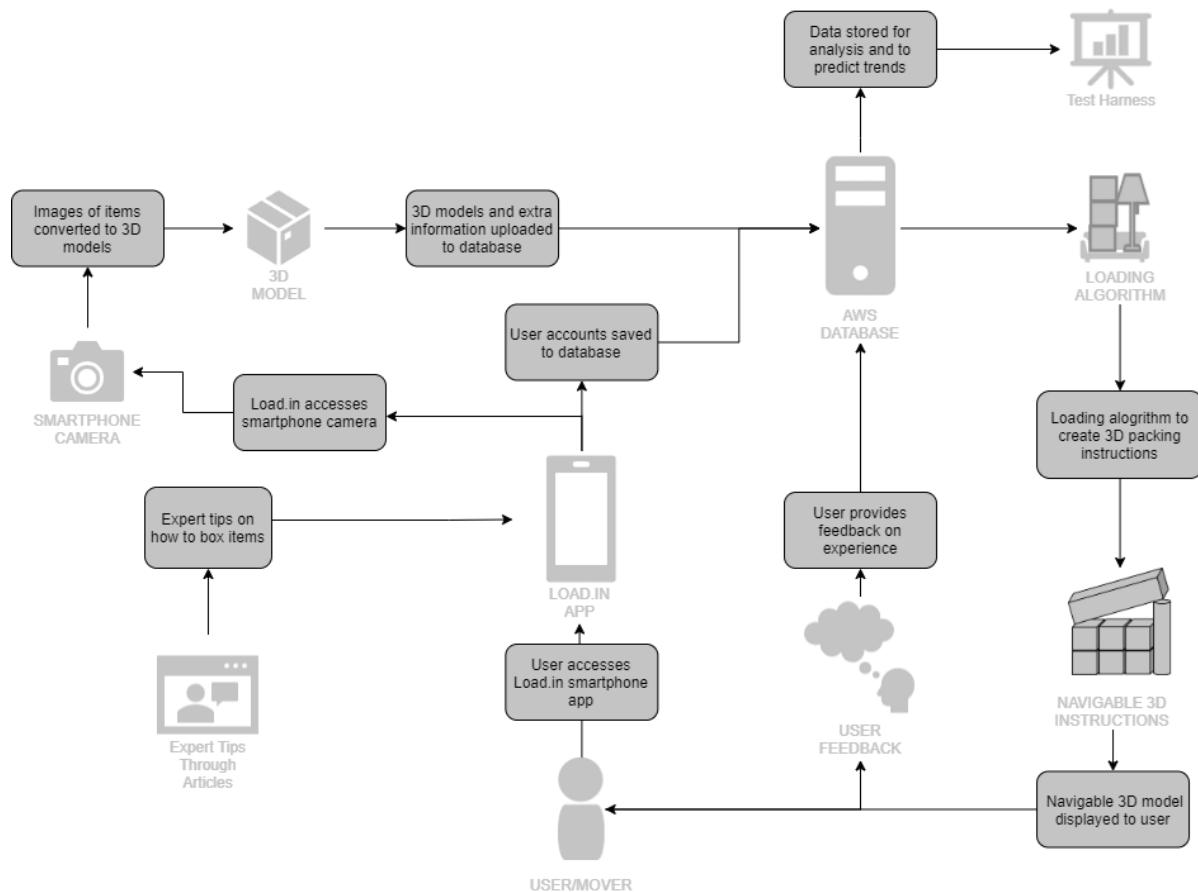 Data stored for
analysis and to
predict trends
Test Harness
Images of items
converted to 3D
models
3D
MODEL
3D models and extra
information uploaded
to database
AWS
DATABASE
LOADING
ALGORITHM
User accounts saved
to database
SMARTPHONE
CAMERA
Load.in accesses
smartphone camera
Loading alogrithm to
create 3D packing
instructions
Expert tips on
how to box items
LOAD.IN
APP
User provides
feedback on
experience
User accesses
Load.in smartphone
app
Expert Tips
Through
Articles
USER
FEEDBACK
NAVIGABLE 3D
INSTRUCTIONS
Navigable 3D model
displayed to user
USER/MOVER